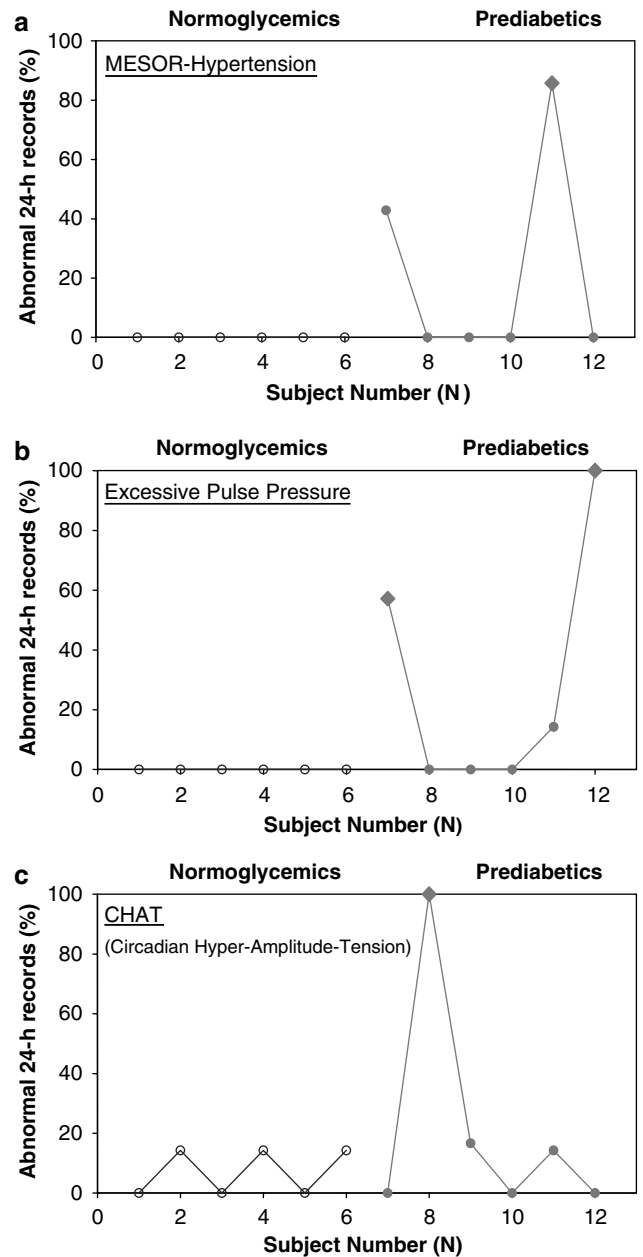 a
Normoglycemics Prediabetics
100
80
60
40
20
0
Abnormal 24-h records (%)
MESOR-Hypertension
0 2 4 6 8 10 12
Subject Number (N)
b
Normoglycemics Prediabetics
100
80
60
40
20
0
Abnormal 24-h records (%)
Excessive Pulse Pressure
0 2 4 6 8 10 12
Subject Number (N)
c
Normoglycemics Prediabetics
100
80
60
40
20
0
Abnormal 24-h records (%)
CHAT
(Circadian Hyper-Amplitude-Tension)
0 2 4 6 8 10 12
Subject Number (N)